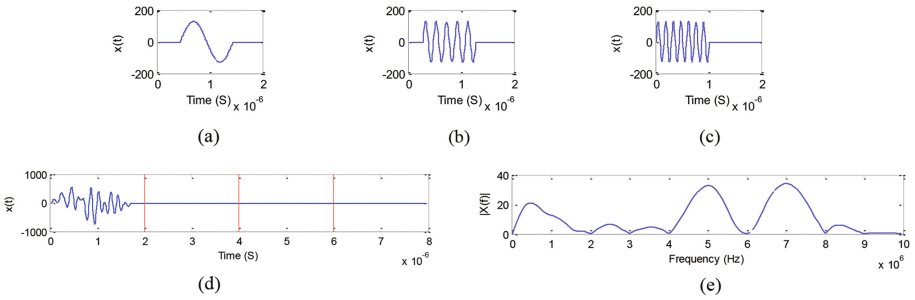 200
0
-200
x(t)
0 1 2
Time (S)
x 10⁻⁶
(a)
200
0
-200
x(t)
0 1 2
Time (S)
x 10⁻⁶
(b)
200
0
-200
x(t)
0 1 2
Time (S)
x 10⁻⁶
(c)
1000
0
-1000
x(t)
0 1 2 3 4 5 6 7 8
Time (S)
x 10⁻⁶
(d)
40
20
0
|X(f)|
0 1 2 3 4 5 6 7 8 9 10
Frequency (Hz)
x 10⁶
(e)